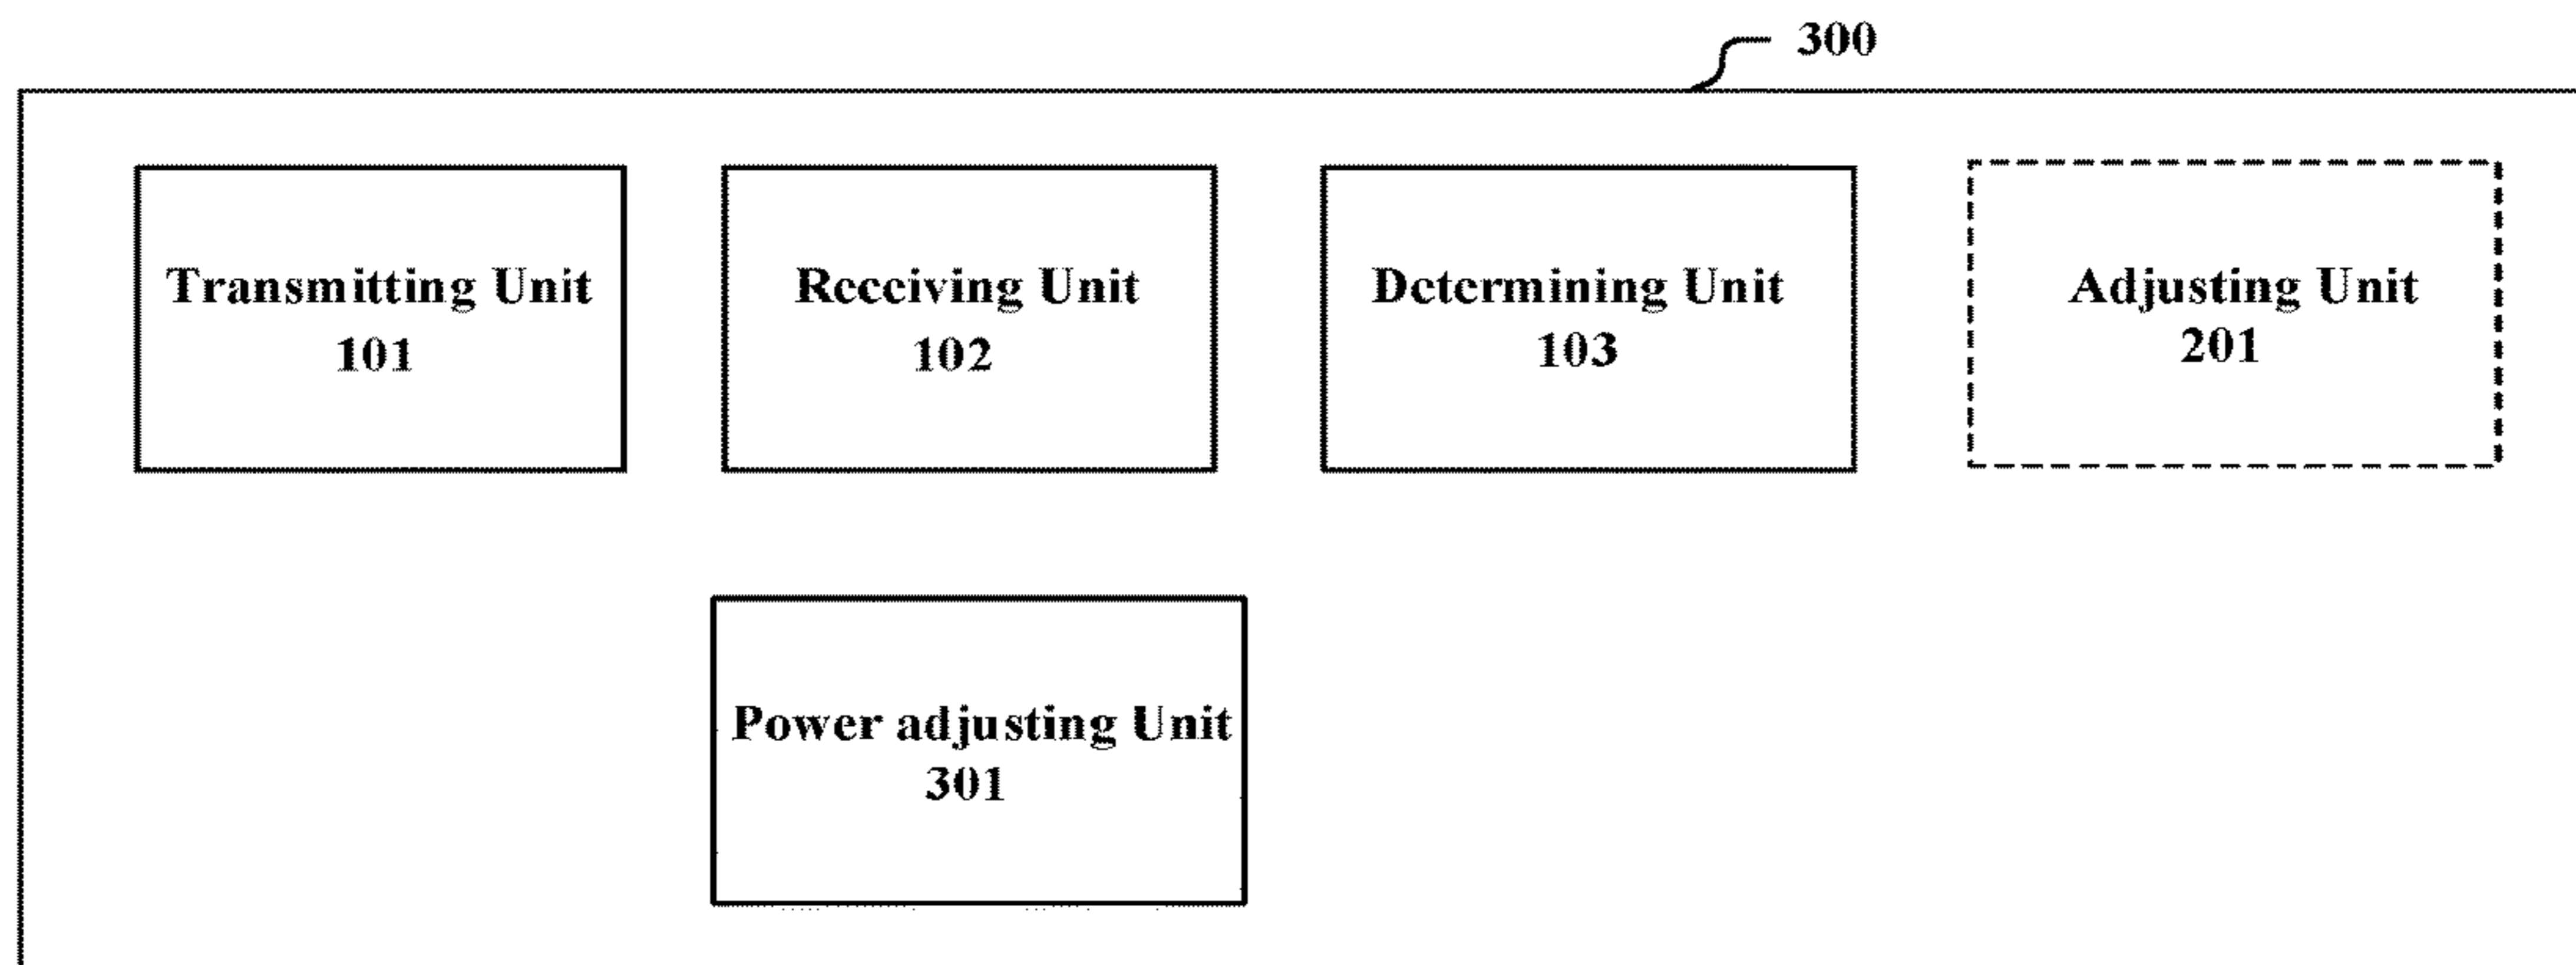 300
Transmitting Unit
101
Receiving Unit
102
Determining Unit
103
Adjusting Unit
201
Power adjusting Unit
301